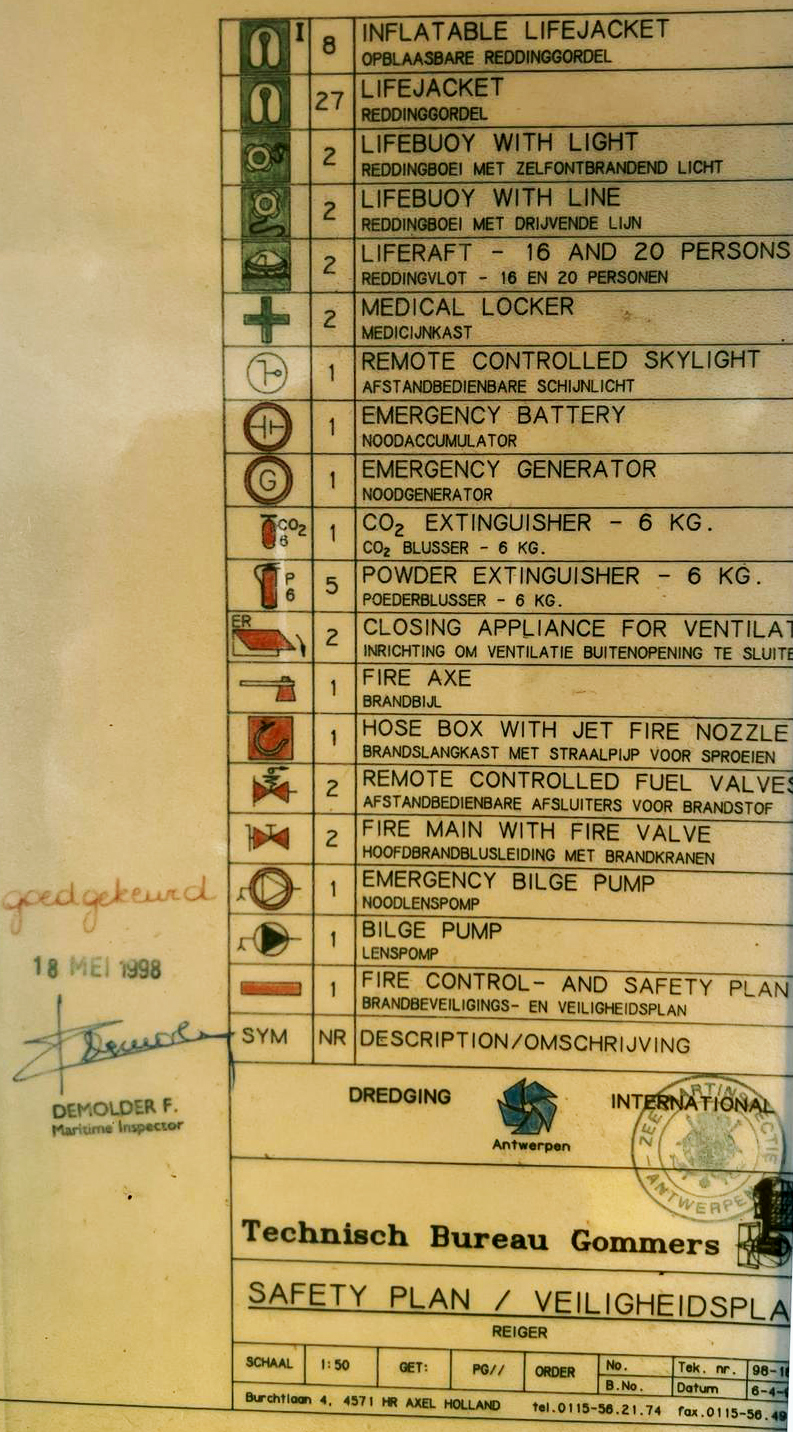 I 8 INFLATABLE LIFEJACKET
OPBLAASBARE REDDINGGORDEL
27 LIFEJACKET
REDDINGGORDEL
2 LIFEBUOY WITH LIGHT
REDDINGBOEI MET ZELFONTBRANDEND LICHT
2 LIFEBUOY WITH LINE
REDDINGBOEI MET DRIJVENDE LIJN
2 LIFERAFT - 16 AND 20 PERSONS
REDDINGVLOT - 16 EN 20 PERSONEN
2 MEDICAL LOCKER
MEDICIJNKAST
1 REMOTE CONTROLLED SKYLIGHT
AFSTANDBEDIENBARE SCHIJNLICHT
1 EMERGENCY BATTERY
NOODACCUMULATOR
G 1 EMERGENCY GENERATOR
NOODGENERATOR
CO₂ 6 1 CO₂ EXTINGUISHER - 6 KG.
CO₂ BLUSSER - 6 KG.
P 6 5 POWDER EXTINGUISHER - 6 KG.
POEDERBLUSSER - 6 KG.
ER 2 CLOSING APPLIANCE FOR VENTILAT
INRICHTING OM VENTILATIE BUITENOPENING TE SLUITE
1 FIRE AXE
BRANDBIJL
1 HOSE BOX WITH JET FIRE NOZZLE
BRANDSLANGKAST MET STRAALPIJP VOOR SPROEIEN
2 REMOTE CONTROLLED FUEL VALVES
AFSTANDBEDIENBARE AFSLUITERS VOOR BRANDSTOF
2 FIRE MAIN WITH FIRE VALVE
HOOFDBRANDBLUSLEIDING MET BRANDKRANEN
1 EMERGENCY BILGE PUMP
NOODLENSPOMP
1 BILGE PUMP
LENSPOMP
1 FIRE CONTROL- AND SAFETY PLAN
BRANDBEVEILIGINGS- EN VEILIGHEIDSPLAN
SYM NR DESCRIPTION/OMSCHRIJVING
goedgekeurd
18 MEI 1998
DEMOLDER F.
Maritime Inspector
DREDGING INTERNATIONAL
Antwerpen
ANTWERPEN
Technisch Bureau Gommers
SAFETY PLAN / VEILIGHEIDSPLA
REIGER
SCHAAL 1:50 GET: PG// ORDER No. Tek. nr.
B.No. Datum 6-4-
Burchtlaan 4, 4571 HR AXEL HOLLAND tel.0115-56.21.74 fax.0115-56.49